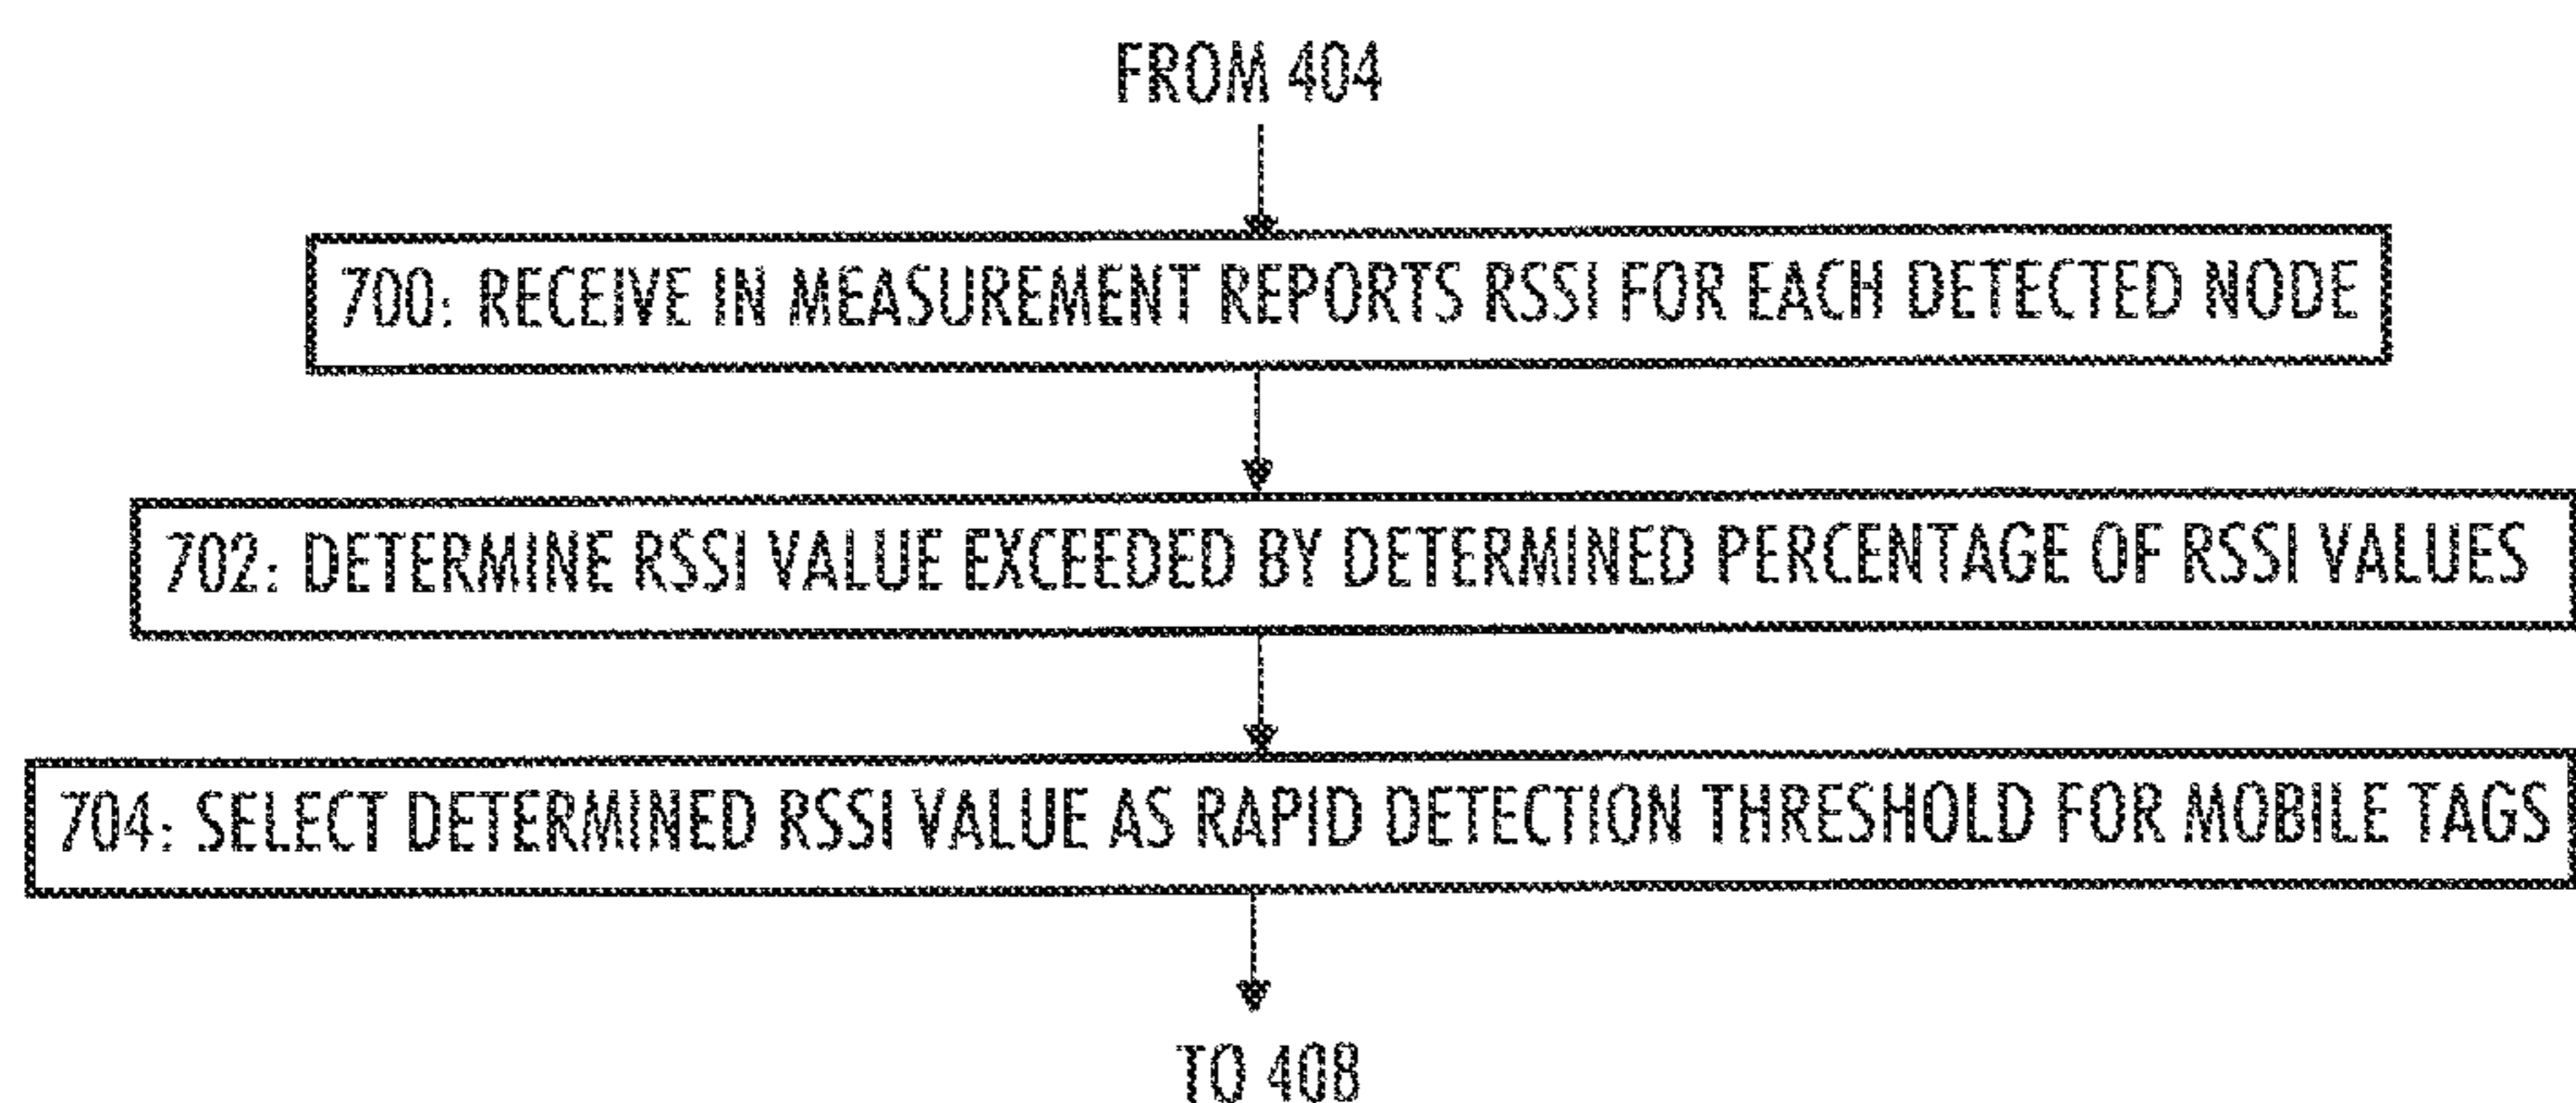 FROM 404
700: RECEIVE IN MEASUREMENT REPORTS RSSI FOR EACH DETECTED NODE
702: DETERMINE RSSI VALUE EXCEEDED BY DETERMINED PERCENTAGE OF RSSI VALUES
704: SELECT DETERMINED RSSI VALUE AS RAPID DETECTION THRESHOLD FOR MOBILE TAGS
TO 408